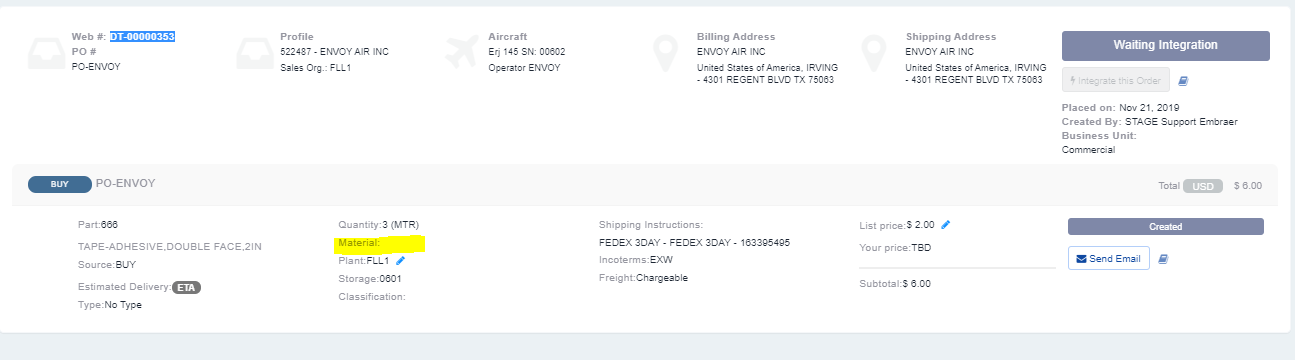 Web #: DT-00000353
PO #
PO-ENVOY
Profile
522487 - ENVOY AIR INC
Sales Org.: FLL1
Aircraft
Erj 145 SN: 00602
Operator ENVOY
Billing Address
ENVOY AIR INC
United States of America, IRVING
- 4301 REGENT BLVD TX 75063
Shipping Address
ENVOY AIR INC
United States of America, IRVING
- 4301 REGENT BLVD TX 75063
Waiting Integration
Integrate this Order
Placed on: Nov 21, 2019
Created By: STAGE Support Embraer
Business Unit:
Commercial
BUY PO-ENVOY
Total USD $ 6.00
Part:666
TAPE-ADHESIVE,DOUBLE FACE,2IN
Source:BUY
Estimated Delivery: ETA
Type:No Type
Quantity:3 (MTR)
Material:
Plant:FLL1
Storage:0601
Classification:
Shipping Instructions:
FEDEX 3DAY - FEDEX 3DAY - 163395495
Incoterms:EXW
Freight:Chargeable
List price:$ 2.00
Your price:TBD
Subtotal:$ 6.00
Created
Send Email